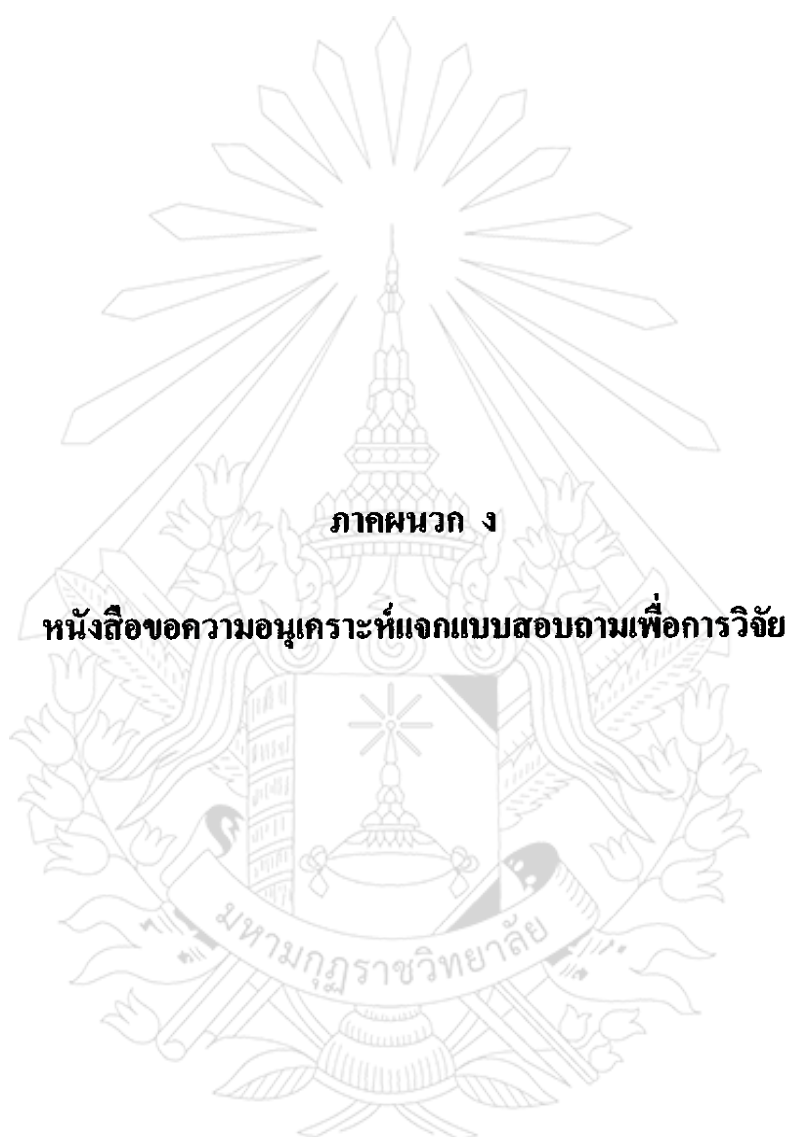 ภาคผนวก ง
หนังสือขอความอนุเคราะห์แจกแบบสอบถามเพื่อการวิจัย
มหามกุฏราชวิทยาลัย